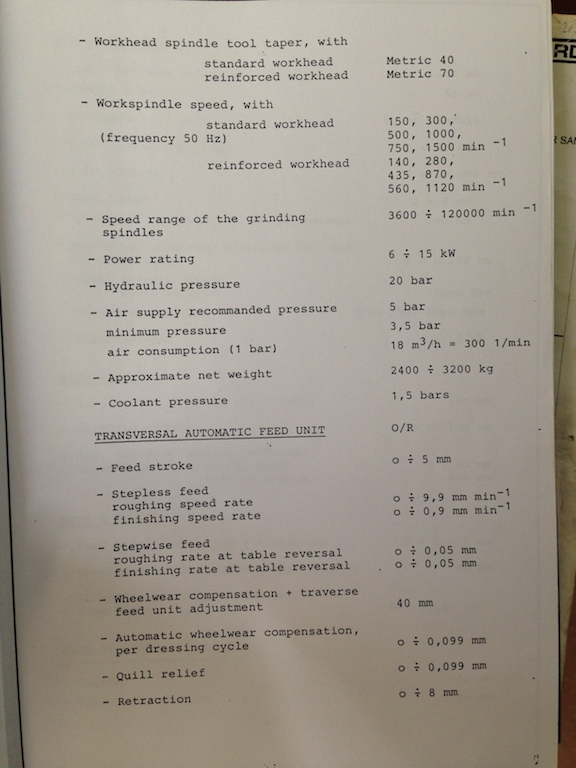 - Workhead spindle tool taper, with
standard workhead Metric 40
reinforced workhead Metric 70
- Workspindle speed, with
standard workhead 150, 300,
(frequency 50 Hz) 500, 1000,
750, 1500 min -1
reinforced workhead 140, 280,
435, 870,
560, 1120 min -1
- Speed range of the grinding 3600 ÷ 120000 min -1
spindles
- Power rating 6 ÷ 15 kW
- Hydraulic pressure 20 bar
- Air supply recommanded pressure 5 bar
minimum pressure 3,5 bar
air consumption (1 bar) 18 m3/h = 300 l/min
- Approximate net weight 2400 ÷ 3200 kg
- Coolant pressure 1,5 bars
TRANSVERSAL AUTOMATIC FEED UNIT O/R
- Feed stroke o ÷ 5 mm
- Stepless feed
roughing speed rate o ÷ 9,9 mm min-1
finishing speed rate o ÷ 0,9 mm min-1
- Stepwise feed
roughing rate at table reversal o ÷ 0,05 mm
finishing rate at table reversal o ÷ 0,05 mm
- Wheelwear compensation + traverse
feed unit adjustment 40 mm
- Automatic wheelwear compensation,
per dressing cycle o ÷ 0,099 mm
- Quill relief o ÷ 0,099 mm
- Retraction o ÷ 8 mm